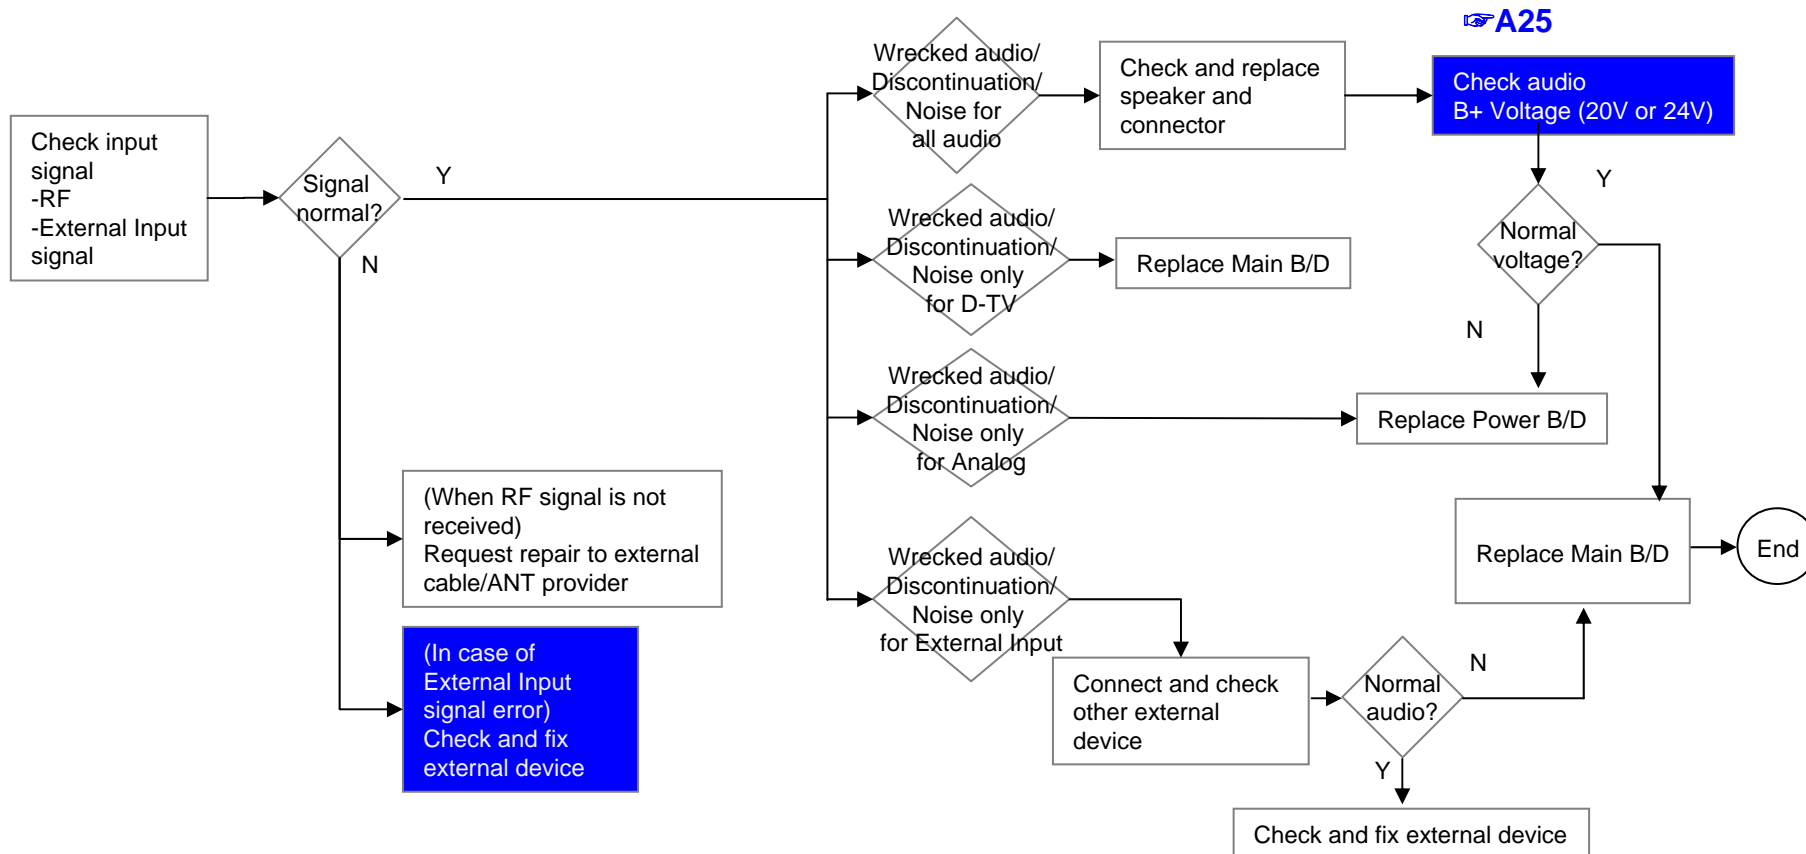 ☞A25
Check input
signal
-RF
-External Input
signal
Signal
normal?
Y
N
(When RF signal is not
received)
Request repair to external
cable/ANT provider
(In case of
External Input
signal error)
Check and fix
external device
Wrecked audio/
Discontinuation/
Noise for
all audio
Check and replace
speaker and
connector
Check audio
B+ Voltage (20V or 24V)
Normal
voltage?
Y
N
Wrecked audio/
Discontinuation/
Noise only
for D-TV
Replace Main B/D
Wrecked audio/
Discontinuation/
Noise only
for Analog
Replace Power B/D
Wrecked audio/
Discontinuation/
Noise only
for External Input
Connect and check
other external
device
Normal
audio?
N
Y
Replace Main B/D
End
Check and fix external device